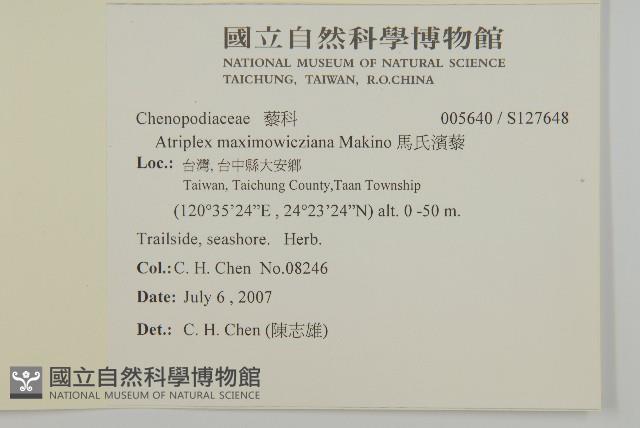 國立自然科學博物館
NATIONAL MUSEUM OF NATURAL SCIENCE
TAICHUNG, TAIWAN, R.O.CHINA
Chenopodiaceae 藜科 005640 / S127648
Atriplex maximowicziana Makino 馬氏濱藜
Loc.: 台灣, 台中縣大安鄉
Taiwan, Taichung County,Taan Township
(120°35'24”E , 24°23'24”N) alt. 0 -50 m.
Trailside, seashore. Herb.
Col.: C. H. Chen No.08246
Date: July 6 , 2007
Det.: C. H. Chen (陳志雄)
國立自然科學博物館
NATIONAL MUSEUM OF NATURAL SCIENCE